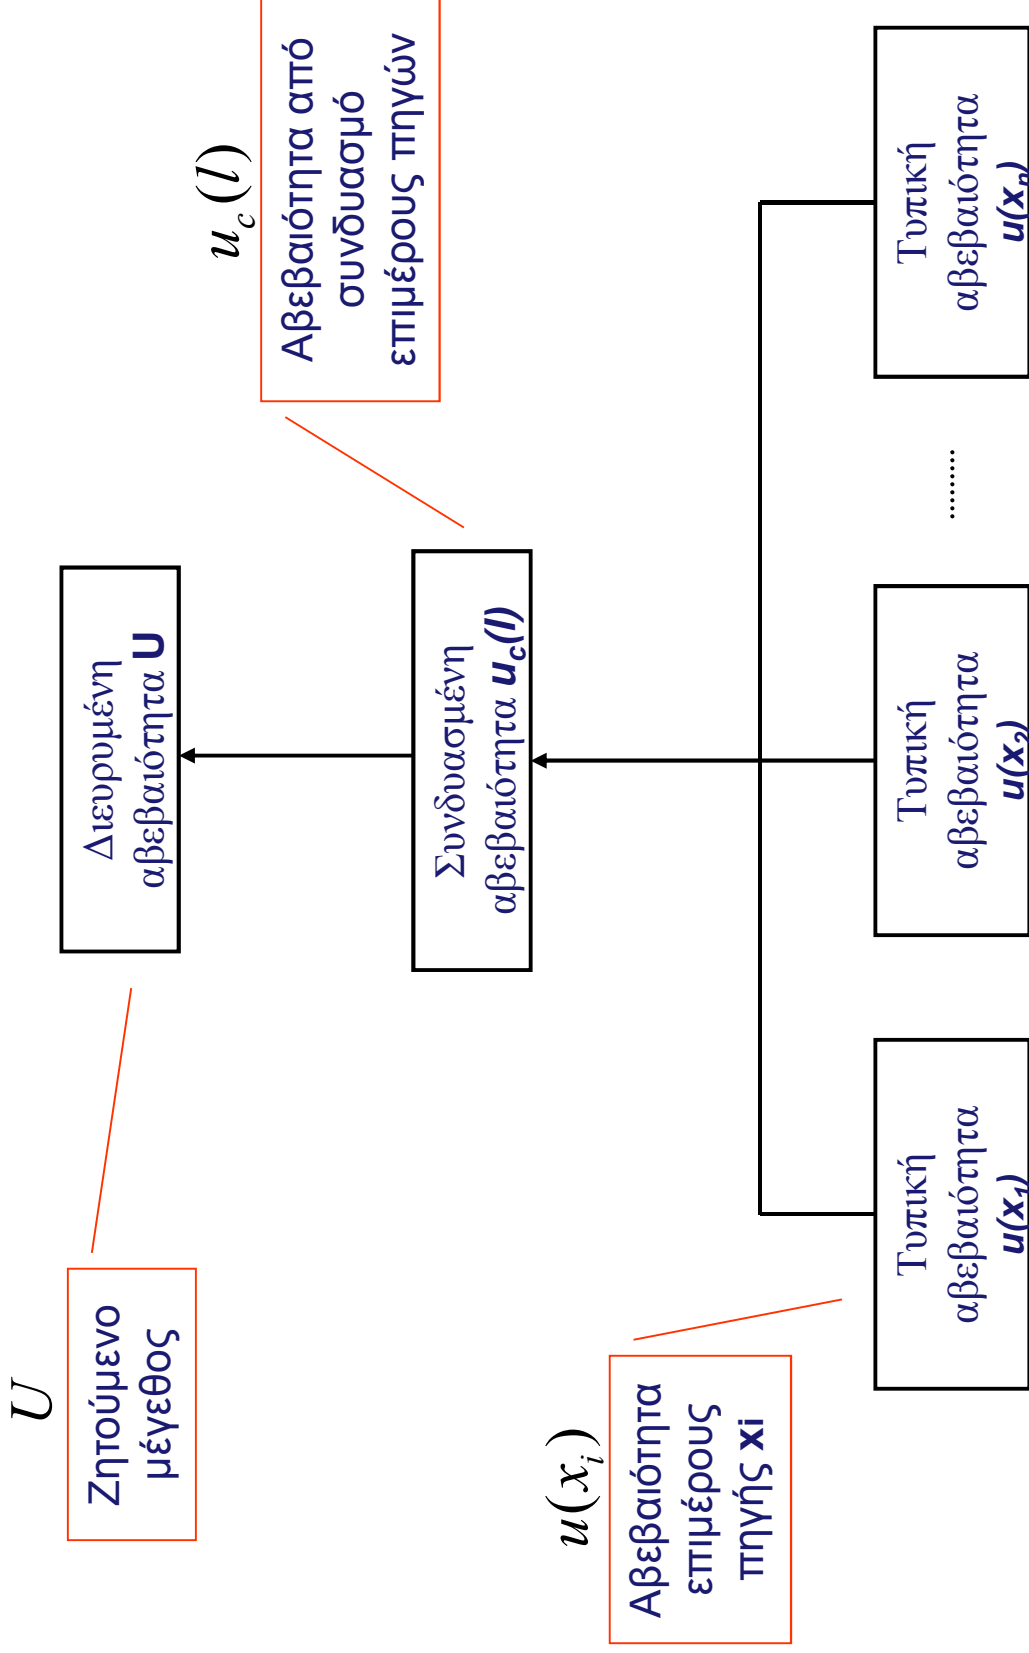 U
Ζητούμενο
μέγεθος
Διευρυμένη
αβεβαιότητα U
u_c(l)
Αβεβαιότητα από
συνδυασμό
επιμέρους πηγών
Συνδυασμένη
αβεβαιότητα u_c(l)
u(x_i)
Αβεβαιότητα
επιμέρους
πηγής xi
Τυπική
αβεβαιότητα
u(x_1)
Τυπική
αβεβαιότητα
u(x_2)
.........
Τυπική
αβεβαιότητα
u(x_n)